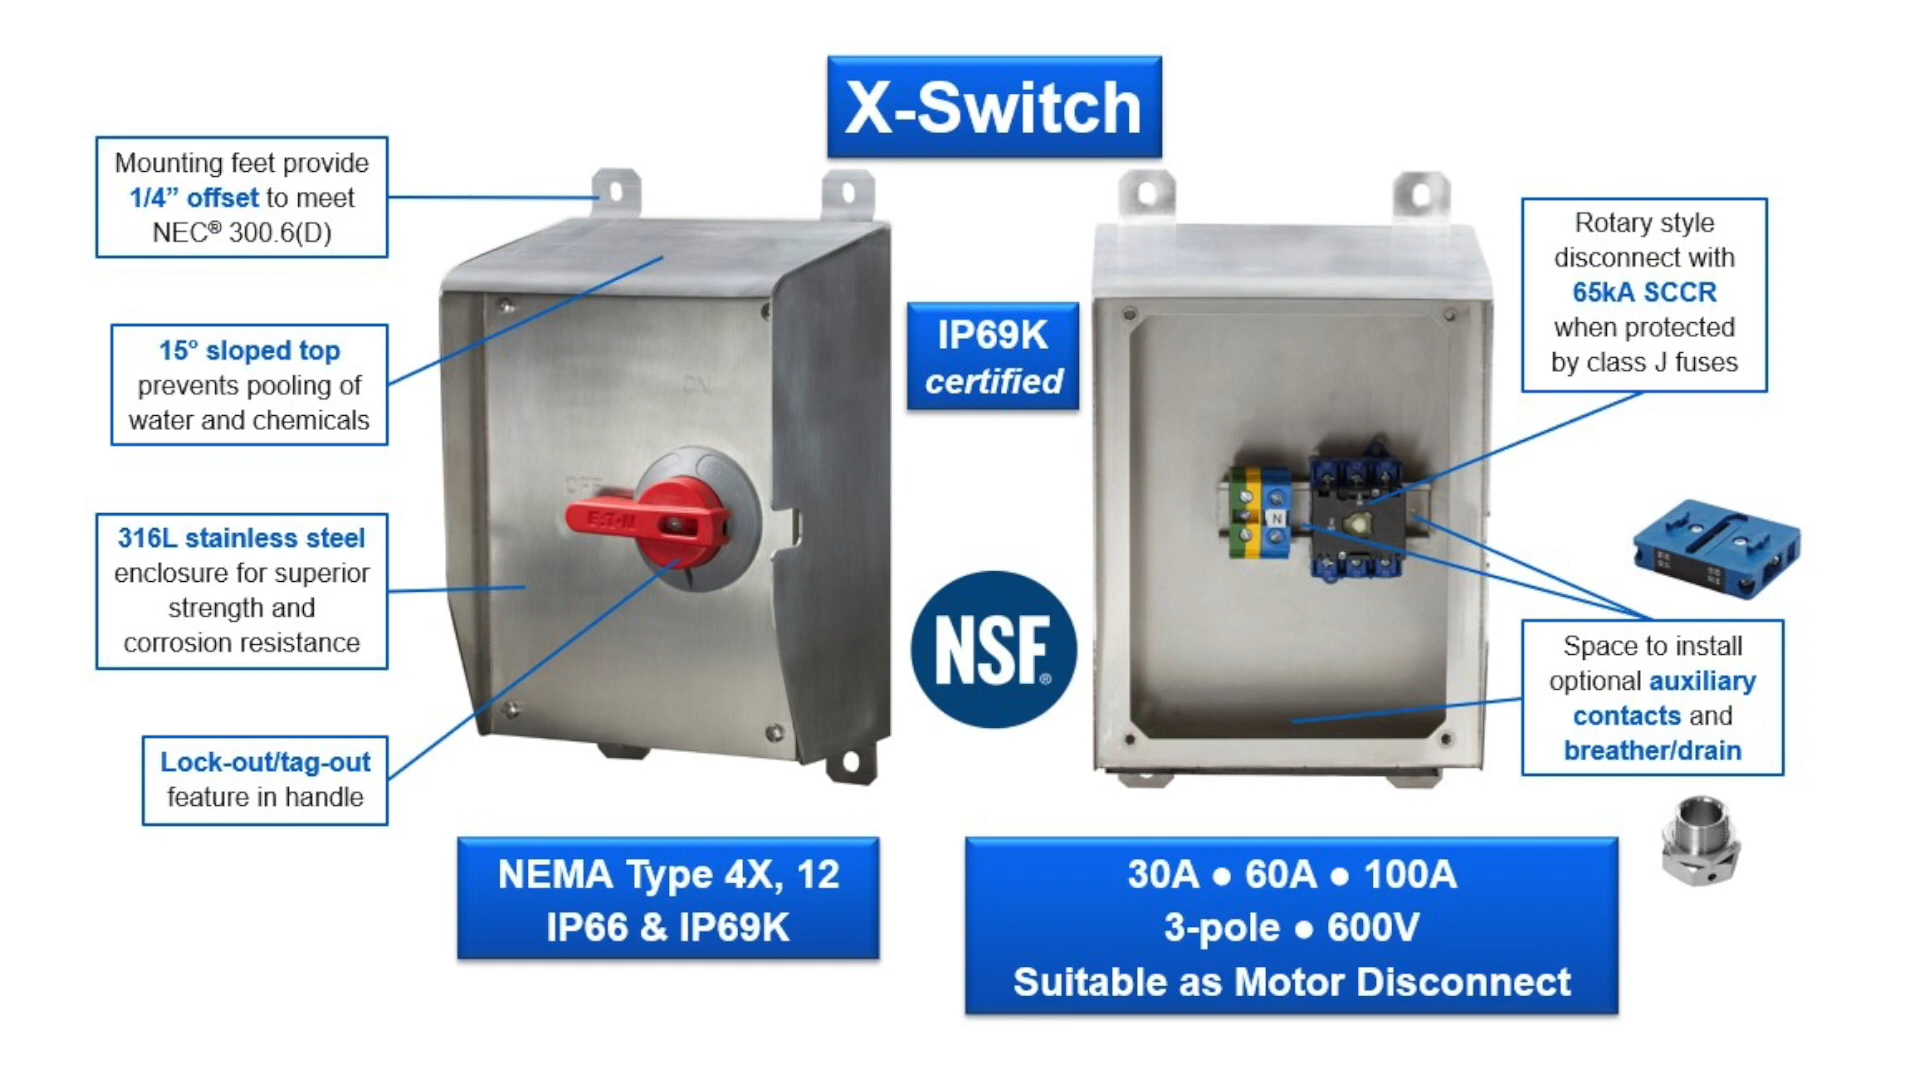 X-Switch
Mounting feet provide
1/4” offset to meet
NEC® 300.6(D)
15° sloped top
prevents pooling of
water and chemicals
316L stainless steel
enclosure for superior
strength and
corrosion resistance
Lock-out/tag-out
feature in handle
ON
OFF
EATON
IP69K
certified
NSF®
N
Rotary style
disconnect with
65kA SCCR
when protected
by class J fuses
Space to install
optional auxiliary
contacts and
breather/drain
NEMA Type 4X, 12
IP66 & IP69K
30A ● 60A ● 100A
3-pole ● 600V
Suitable as Motor Disconnect